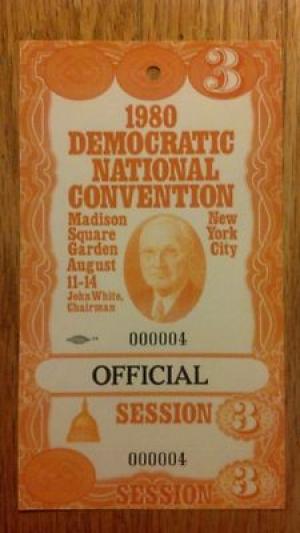 3
1980
DEMOCRATIC
NATIONAL
CONVENTION
Madison
Square
Garden
August
11-14
John White,
Chairman
New
York
City
000004
OFFICIAL
SESSION 3
000004
3
SESSION